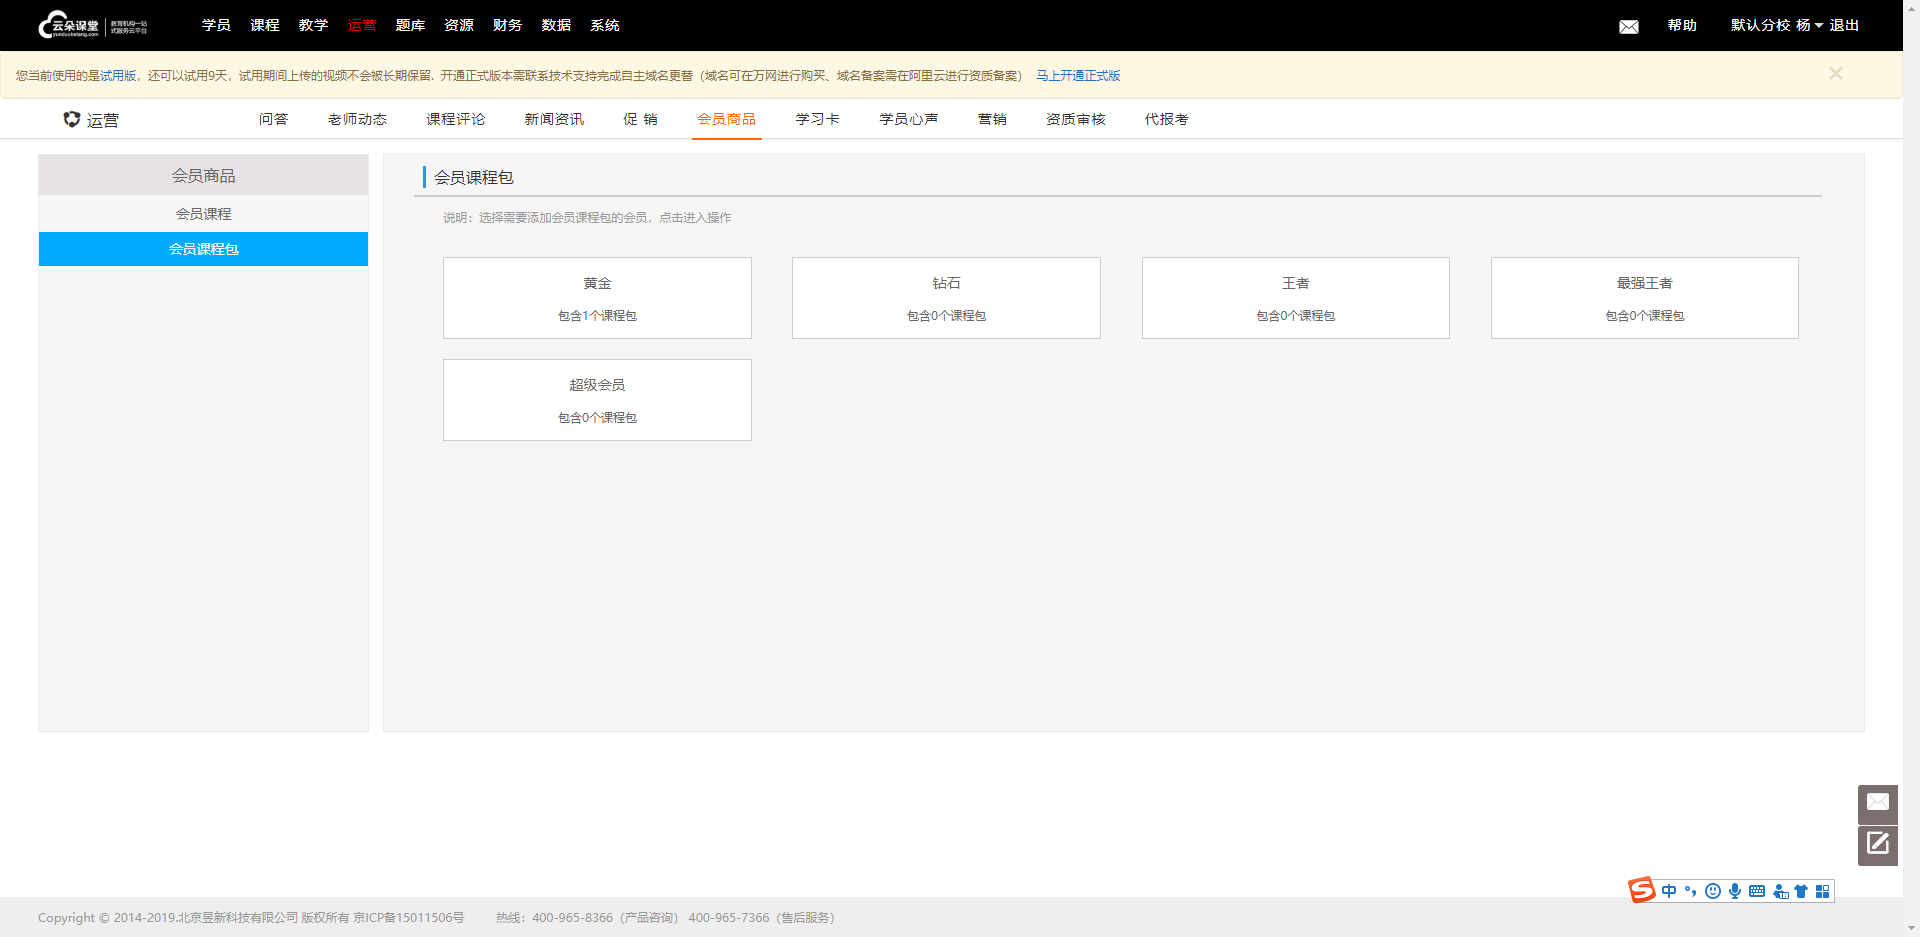 云朵课堂 教育机构一站
yunduoketang.com 式服务云平台
学员 课程 教学 运营 题库 资源 财务 数据 系统 帮助 默认分校 杨 退出
您当前使用的是试用版，还可以试用9天，试用期间上传的视频不会被长期保留. 开通正式版本需联系技术支持完成自主域名更替（域名可在万网进行购买、域名备案需在阿里云进行资质备案） 马上开通正式版
运营 问答 老师动态 课程评论 新闻资讯 促 销 会员商品 学习卡 学员心声 营销 资质审核 代报考
会员商品
会员课程
会员课程包
会员课程包
说明：选择需要添加会员课程包的会员，点击进入操作
黄金
包含1个课程包
钻石
包含0个课程包
王者
包含0个课程包
最强王者
包含0个课程包
超级会员
包含0个课程包
中
Copyright © 2014-2019.北京昱新科技有限公司 版权所有 京ICP备15011506号 热线：400-965-8366（产品咨询） 400-965-7366（售后服务）